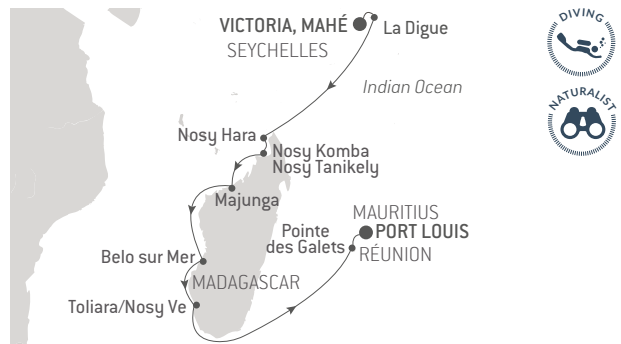 VICTORIA, MAHÉ
SEYCHELLES
La Digue
Indian Ocean
Nosy Hara
Nosy Komba
Nosy Tanikely
Majunga
MAURITIUS
PORT LOUIS
Pointe
des Galets
RÉUNION
Belo sur Mer
MADAGASCAR
Toliara/Nosy Ve
DIVING
NATURALIST